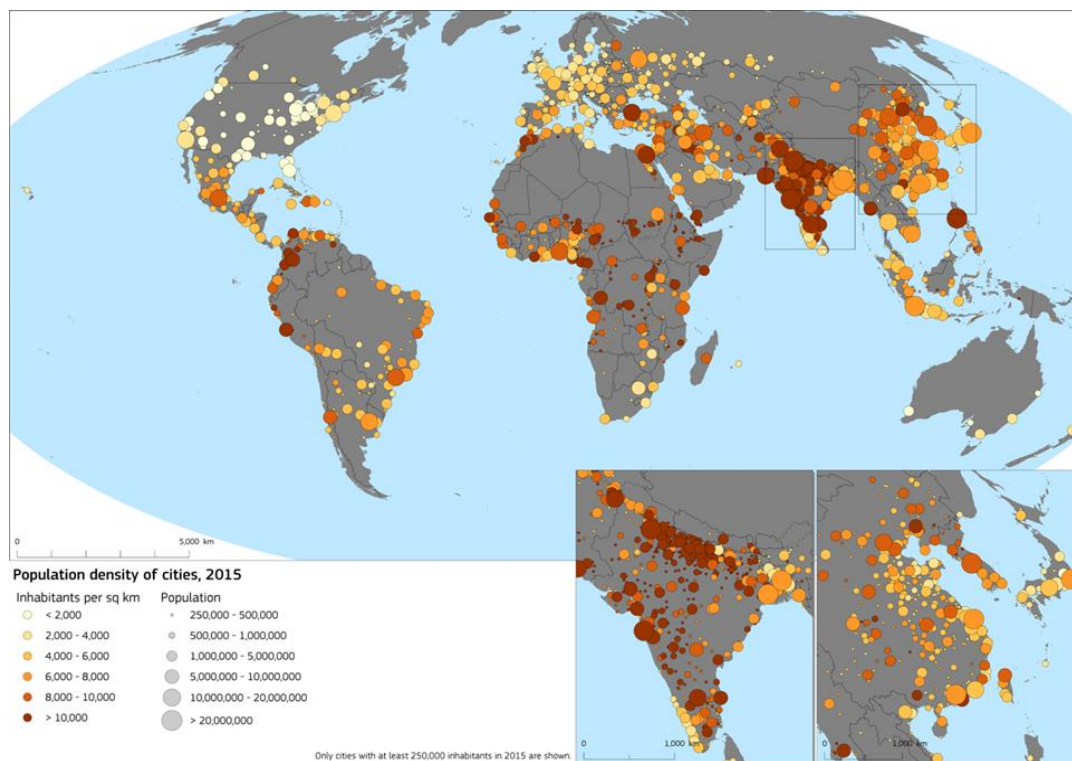 0 5,000 km
Population density of cities, 2015
Inhabitants per sq km
< 2,000
2,000 - 4,000
4,000 - 6,000
6,000 - 8,000
8,000 - 10,000
> 10,000
Population
250,000 - 500,000
500,000 - 1,000,000
1,000,000 - 5,000,000
5,000,000 - 10,000,000
10,000,000 - 20,000,000
> 20,000,000
Only cities with at least 250,000 inhabitants in 2015 are shown.
0 1,000 km
0 1,000 km